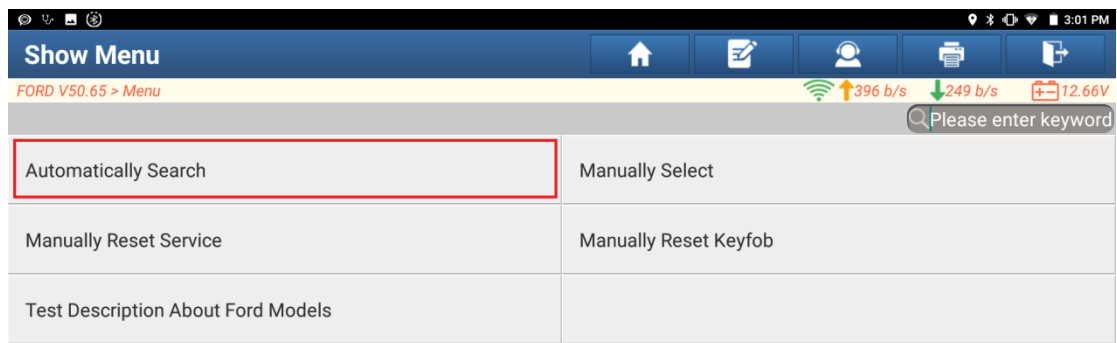 3:01 PM
Show Menu
FORD V50.65 > Menu
396 b/s 249 b/s 12.66V
Please enter keyword
Automatically Search Manually Select
Manually Reset Service Manually Reset Keyfob
Test Description About Ford Models